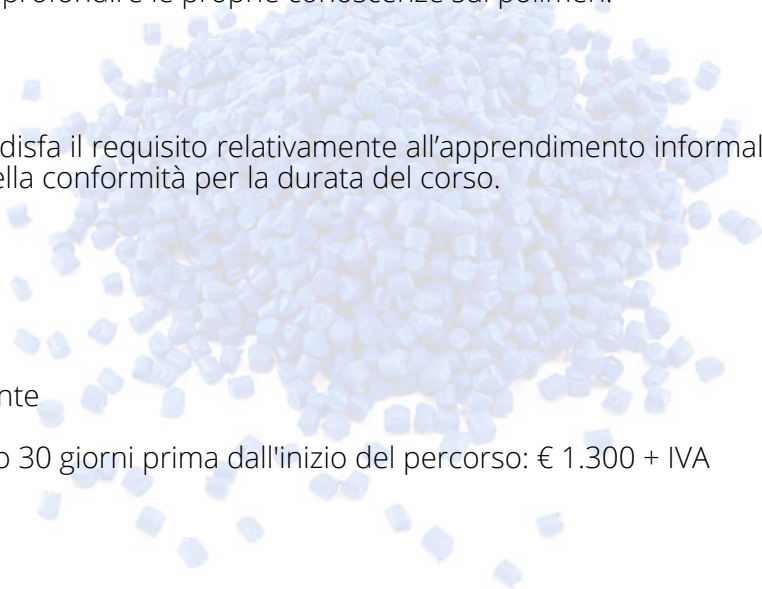 profondire le proprie conoscenze sui polimeri.
disfa il requisito relativamente all’apprendimento informal
ella conformità per la durata del corso.
nte
o 30 giorni prima dall'inizio del percorso: € 1.300 + IVA